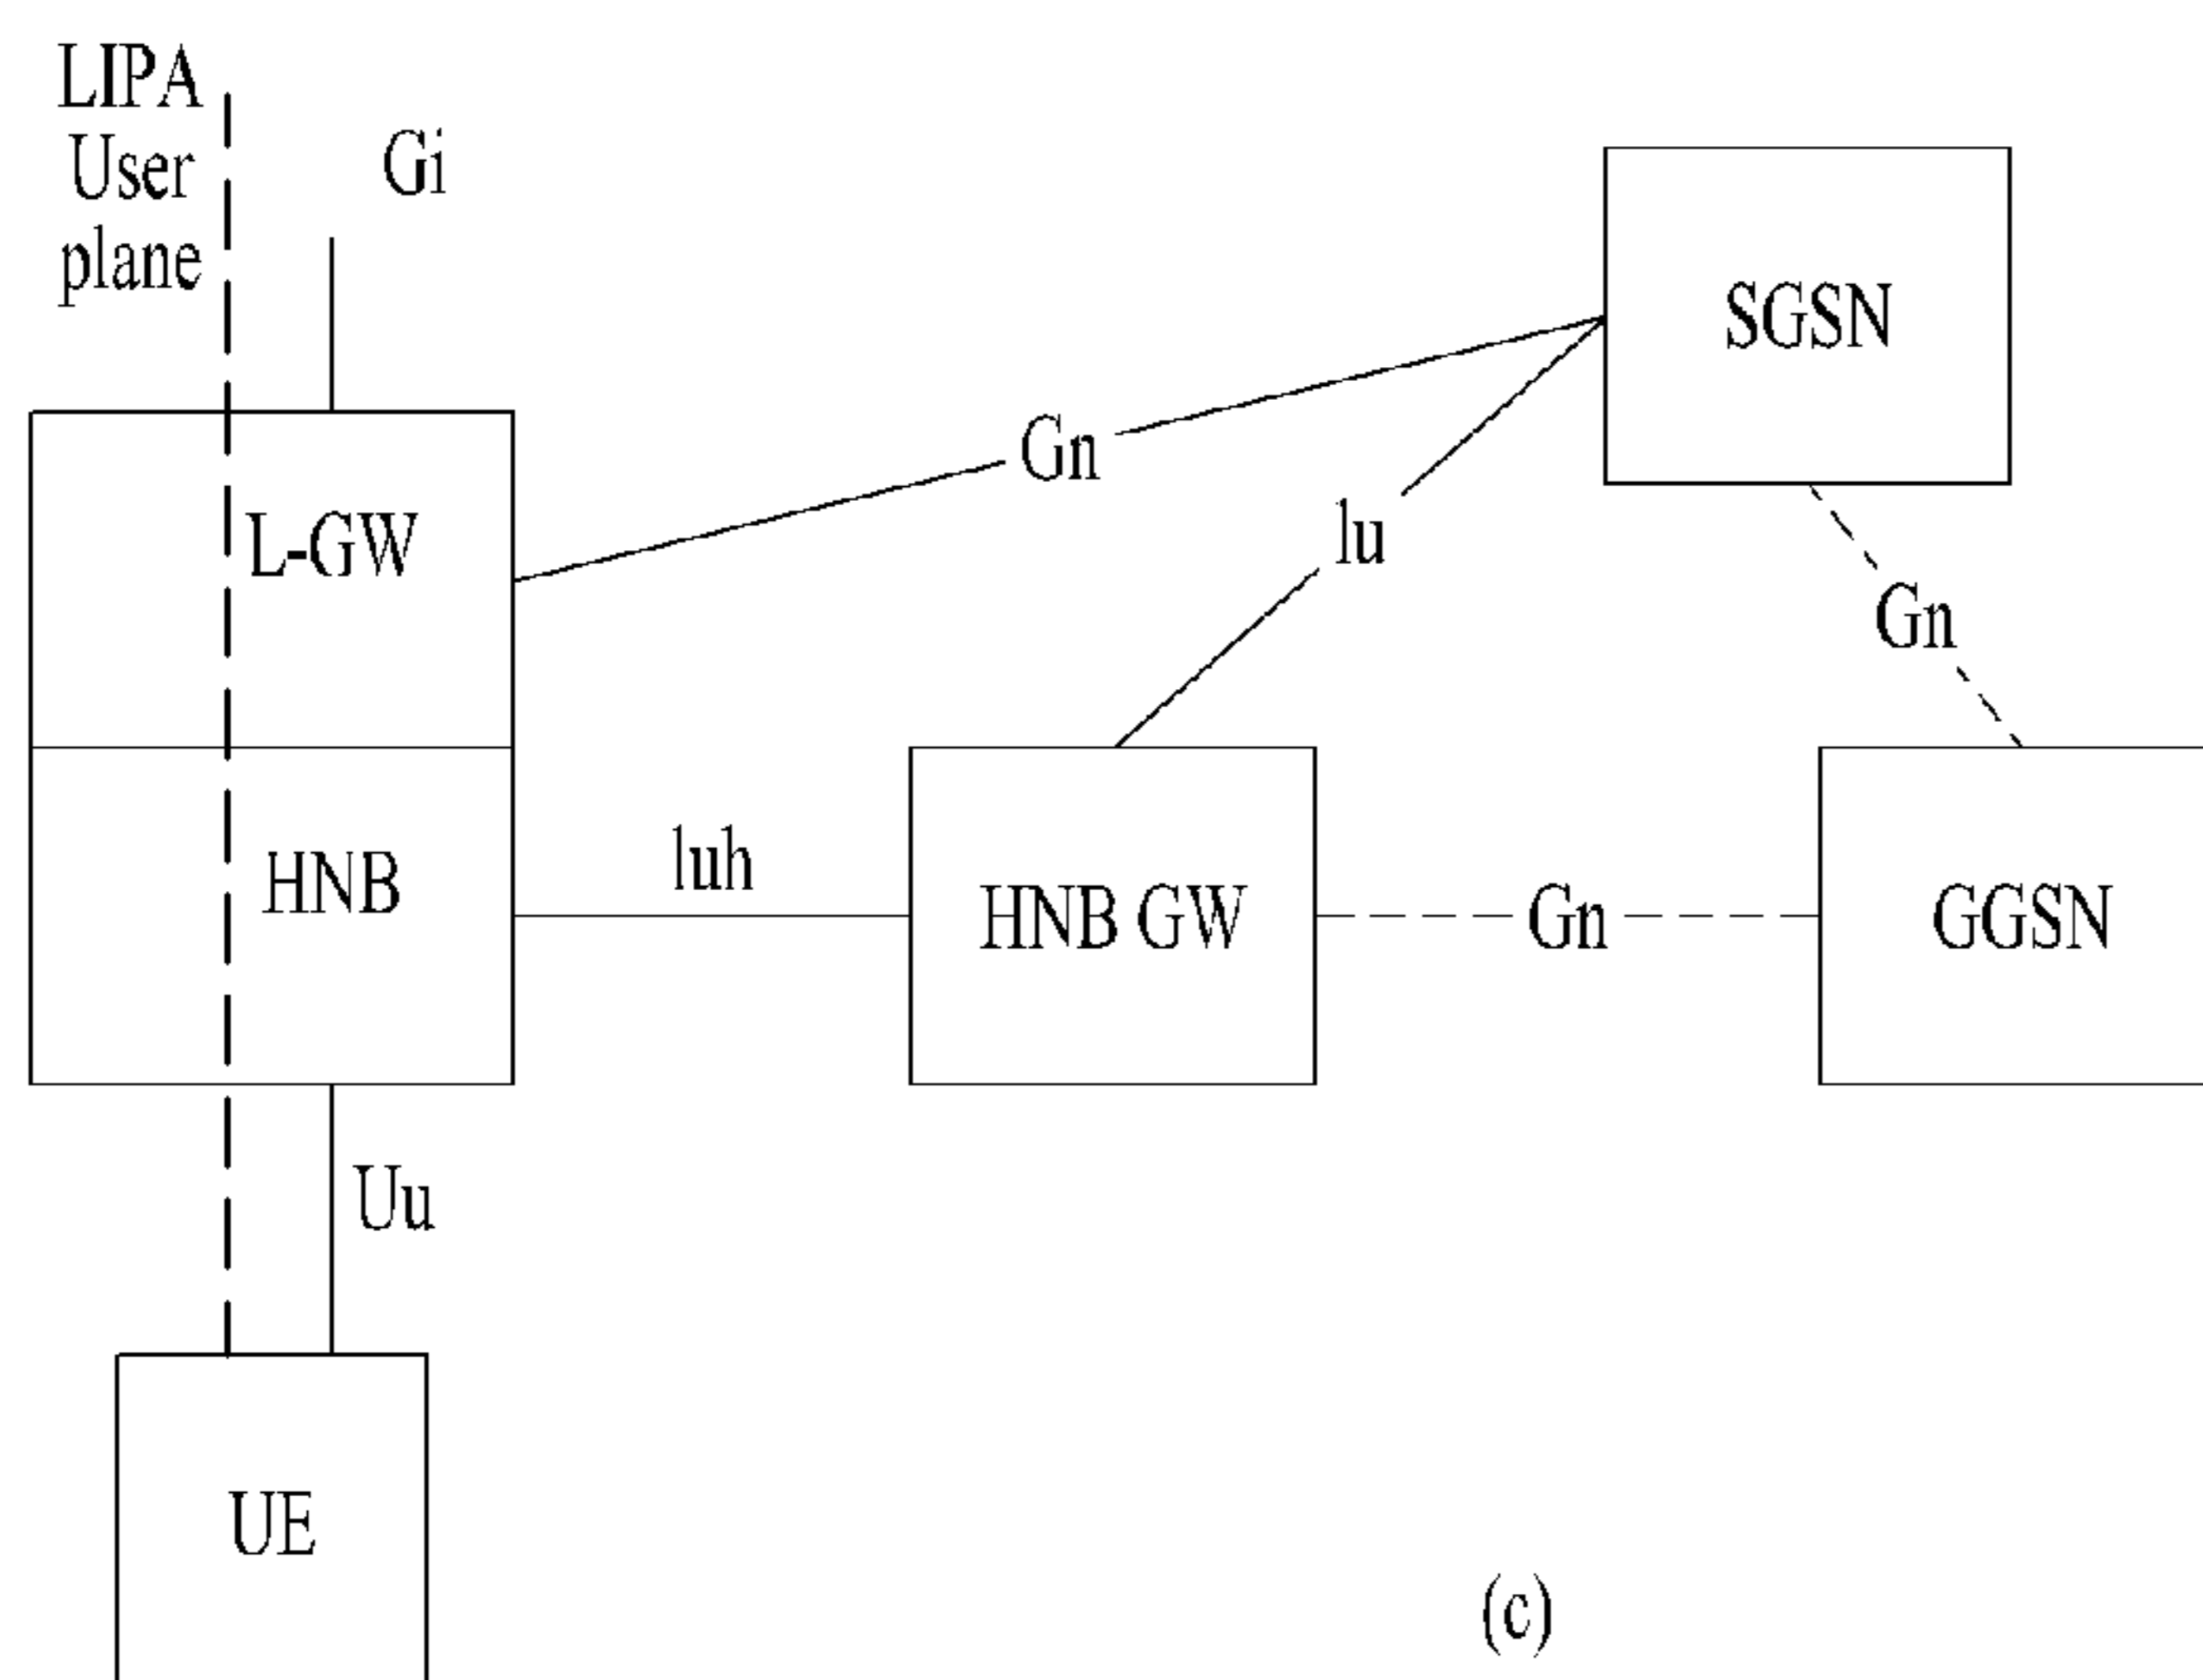 LIPA
User
plane
Gi
SGSN
Gn
lu
L-GW
Gn
luh
HNB
HNB GW
Gn
GGSN
Uu
UE
(c)